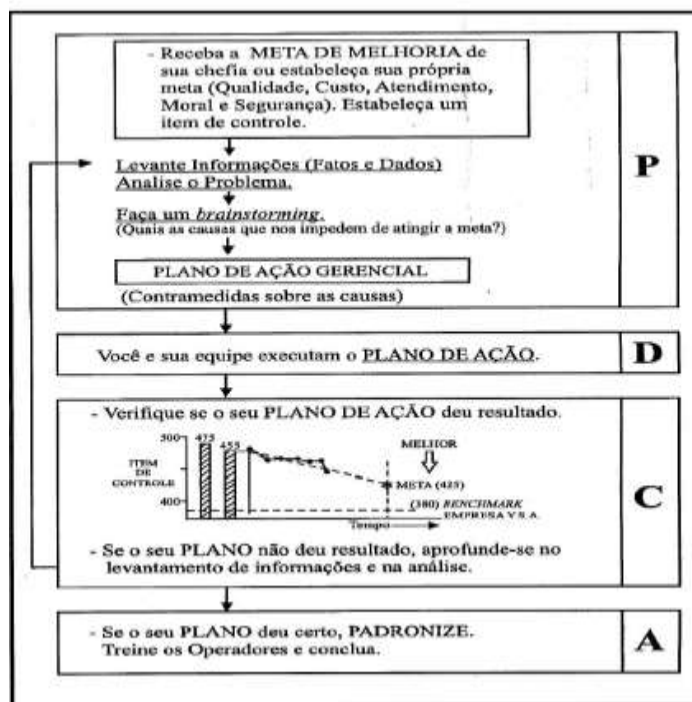 - Receba a META DE MELHORIA de
sua chefia ou estabeleça sua própria
meta (Qualidade, Custo, Atendimento,
Moral e Segurança). Estabeleça um
item de controle.
P
Levante Informações (Fatos e Dados)
Analise o Problema.
Faça um brainstorming.
(Quais as causas que nos impedem de atingir a meta?)
PLANO DE AÇÃO GERENCIAL
(Contramedidas sobre as causas)
Você e sua equipe executam o PLANO DE AÇÃO.
D
- Verifique se o seu PLANO DE AÇÃO deu resultado.
500
475
455
MELHOR
ITEM
DE
CONTROLE
META (425)
400
(380) BENCHMARK
EMPRESA Y S.A.
Tempo
C
- Se o seu PLANO não deu resultado, aprofunde-se no
levantamento de informações e na análise.
- Se o seu PLANO deu certo, PADRONIZE.
Treine os Operadores e conclua.
A